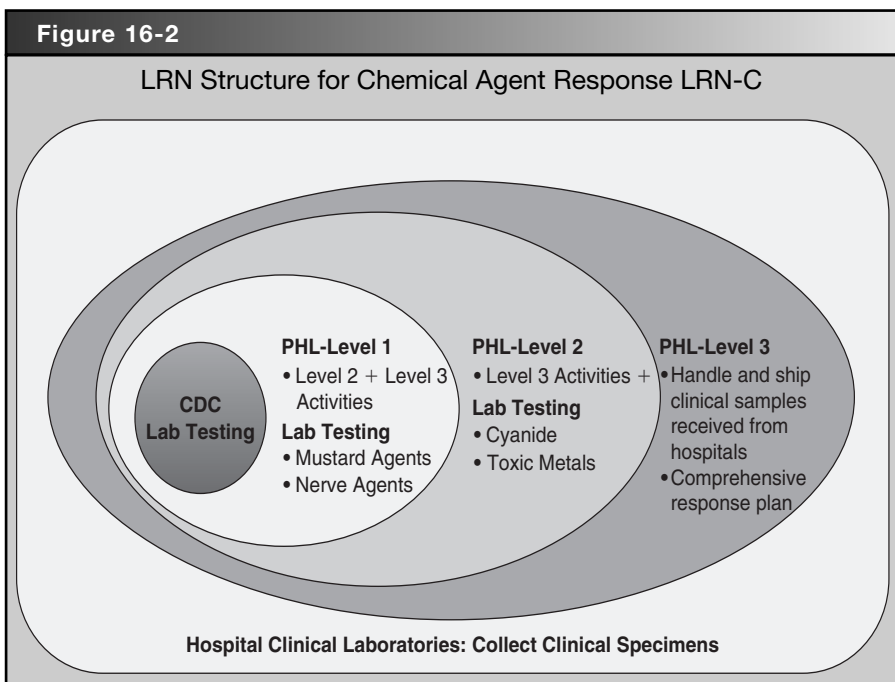 Figure 16-2
LRN Structure for Chemical Agent Response LRN-C
CDC
Lab Testing
PHL-Level 1
• Level 2 + Level 3
Activities
Lab Testing
• Mustard Agents
• Nerve Agents
PHL-Level 2
• Level 3 Activities +
Lab Testing
• Cyanide
• Toxic Metals
PHL-Level 3
• Handle and ship
clinical samples
received from
hospitals
• Comprehensive
response plan
Hospital Clinical Laboratories: Collect Clinical Specimens